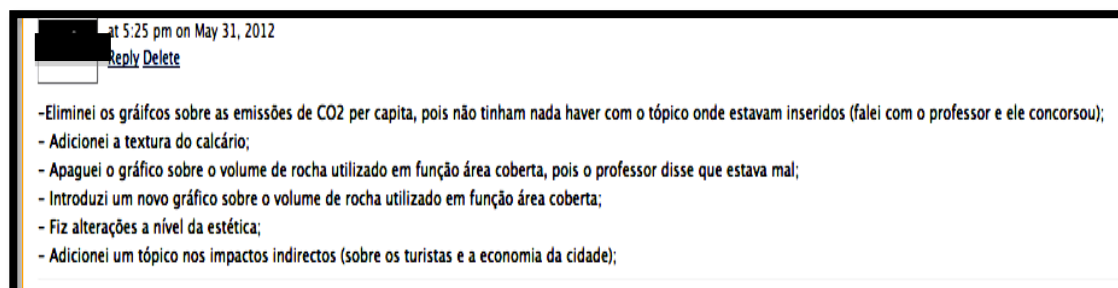 at 5:25 pm on May 31, 2012
Reply Delete
-Eliminei os gráifcos sobre as emissões de CO2 per capita, pois não tinham nada haver com o tópico onde estavam inseridos (falei com o professor e ele concorsou);
- Adicionei a textura do calcário;
- Apaguei o gráfico sobre o volume de rocha utilizado em função área coberta, pois o professor disse que estava mal;
- Introduzi um novo gráfico sobre o volume de rocha utilizado em função área coberta;
- Fiz alterações a nível da estética;
- Adicionei um tópico nos impactos indirectos (sobre os turistas e a economia da cidade);